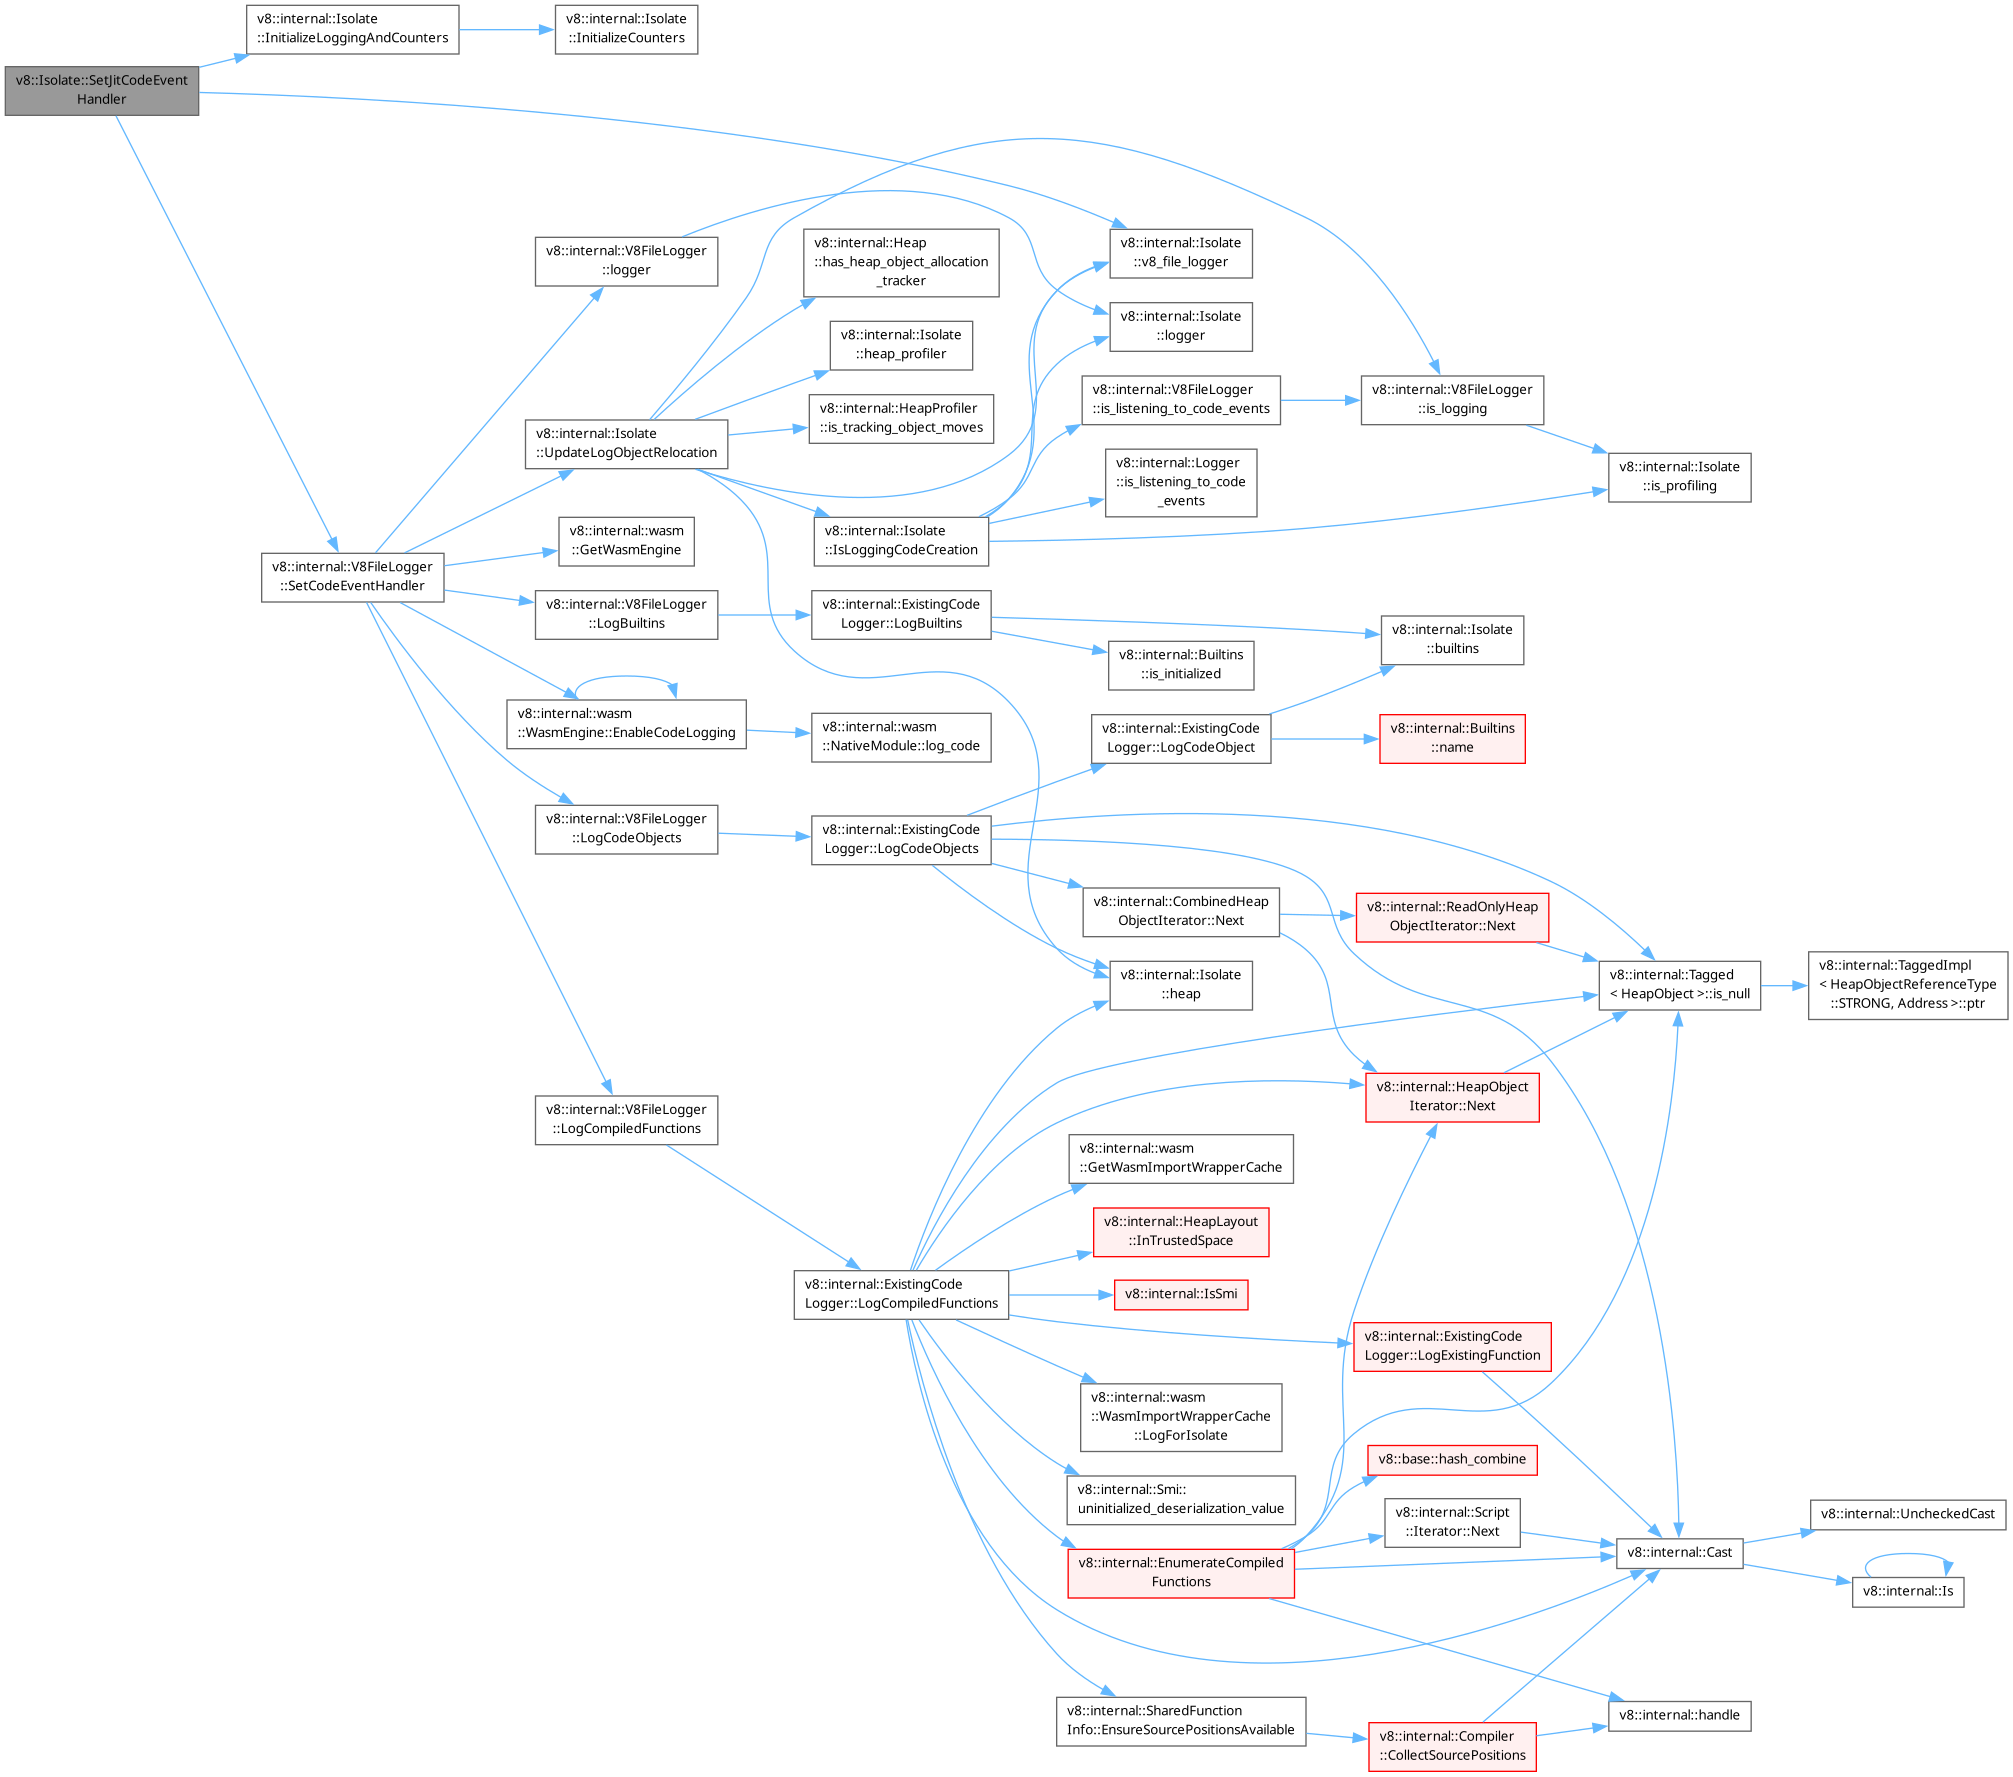 v8::Isolate::SetJitCodeEvent
Handler
v8::internal::Isolate
::InitializeLoggingAndCounters
v8::internal::Isolate
::InitializeCounters
v8::internal::V8FileLogger
::SetCodeEventHandler
v8::internal::V8FileLogger
::logger
v8::internal::Isolate
::UpdateLogObjectRelocation
v8::internal::wasm
::GetWasmEngine
v8::internal::V8FileLogger
::LogBuiltins
v8::internal::wasm
::WasmEngine::EnableCodeLogging
v8::internal::V8FileLogger
::LogCodeObjects
v8::internal::V8FileLogger
::LogCompiledFunctions
v8::internal::Heap
::has_heap_object_allocation
_tracker
v8::internal::Isolate
::heap_profiler
v8::internal::HeapProfiler
::is_tracking_object_moves
v8::internal::Isolate
::IsLoggingCodeCreation
v8::internal::ExistingCode
Logger::LogBuiltins
v8::internal::wasm
::NativeModule::log_code
v8::internal::ExistingCode
Logger::LogCodeObjects
v8::internal::ExistingCode
Logger::LogCompiledFunctions
v8::internal::Isolate
::v8_file_logger
v8::internal::Isolate
::logger
v8::internal::V8FileLogger
::is_listening_to_code_events
v8::internal::Logger
::is_listening_to_code
_events
v8::internal::Builtins
::is_initialized
v8::internal::ExistingCode
Logger::LogCodeObject
v8::internal::CombinedHeap
ObjectIterator::Next
v8::internal::Isolate
::heap
v8::internal::wasm
::GetWasmImportWrapperCache
v8::internal::HeapLayout
::InTrustedSpace
v8::internal::IsSmi
v8::internal::wasm
::WasmImportWrapperCache
::LogForIsolate
v8::internal::Smi::
uninitialized_deserialization_value
v8::internal::EnumerateCompiled
Functions
v8::internal::SharedFunction
Info::EnsureSourcePositionsAvailable
v8::internal::V8FileLogger
::is_logging
v8::internal::Isolate
::is_profiling
v8::internal::Isolate
::builtins
v8::internal::Builtins
::name
v8::internal::ReadOnlyHeap
ObjectIterator::Next
v8::internal::HeapObject
Iterator::Next
v8::internal::ExistingCode
Logger::LogExistingFunction
v8::base::hash_combine
v8::internal::Script
::Iterator::Next
v8::internal::Compiler
::CollectSourcePositions
v8::internal::Tagged
< HeapObject >::is_null
v8::internal::TaggedImpl
< HeapObjectReferenceType
::STRONG, Address >::ptr
v8::internal::Cast
v8::internal::UncheckedCast
v8::internal::Is
v8::internal::handle